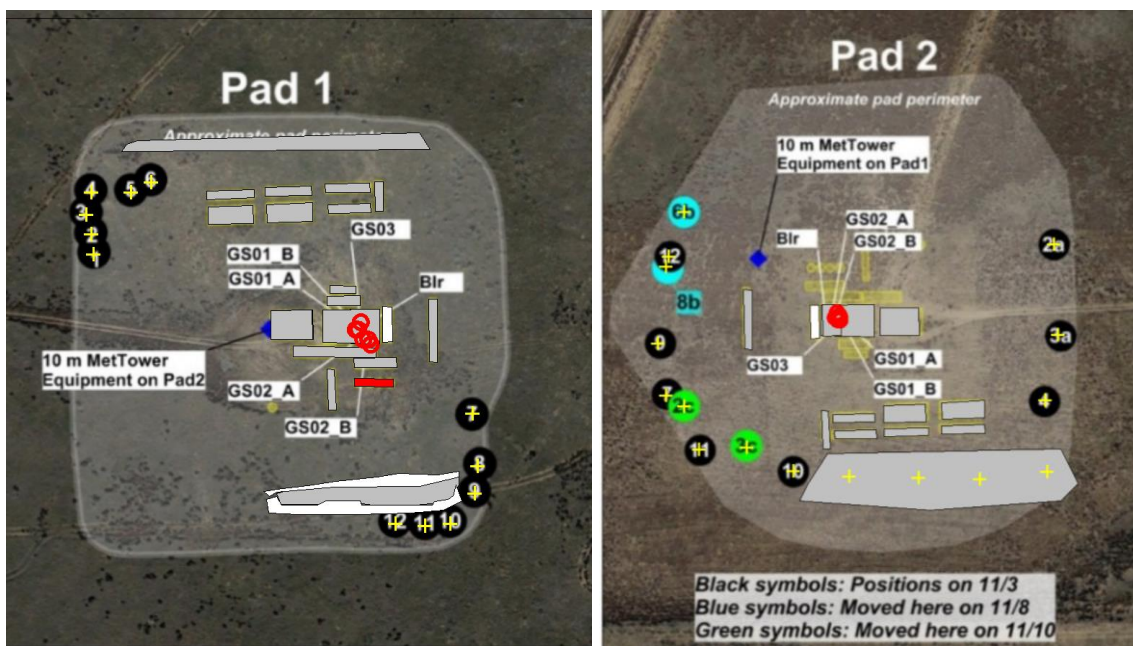 Pad 1
Approximate pad perimeter
4
5
6
3
2
1
GS03
GS01_B
GS01_A
Blr
10 m MetTower
Equipment on Pad2
GS02_A
GS02_B
7
8
9
12
11
10
Pad 2
Approximate pad perimeter
10 m MetTower
Equipment on Pad1
6b
GS02_A
Blr
GS02_B
12
2a
8b
9
3a
GS03
GS01_A
GS01_B
7
2c
4
11
3c
10
Black symbols: Positions on 11/3
Blue symbols: Moved here on 11/8
Green symbols: Moved here on 11/10